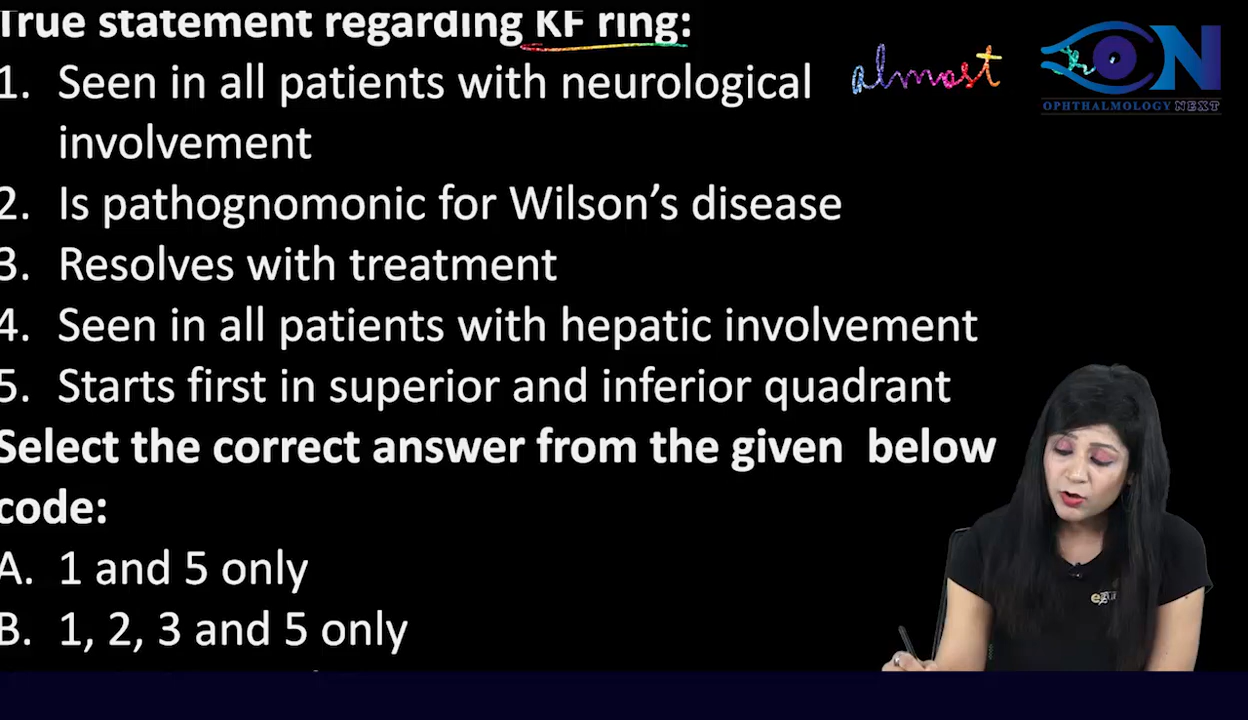 True statement regarding KF ring:
1. Seen in all patients with neurological almost
involvement
2. Is pathognomonic for Wilson’s disease
3. Resolves with treatment
4. Seen in all patients with hepatic involvement
5. Starts first in superior and inferior quadrant
Select the correct answer from the given below
code:
A. 1 and 5 only
B. 1, 2, 3 and 5 only
ON
OPHTHALMOLOGY NEXT